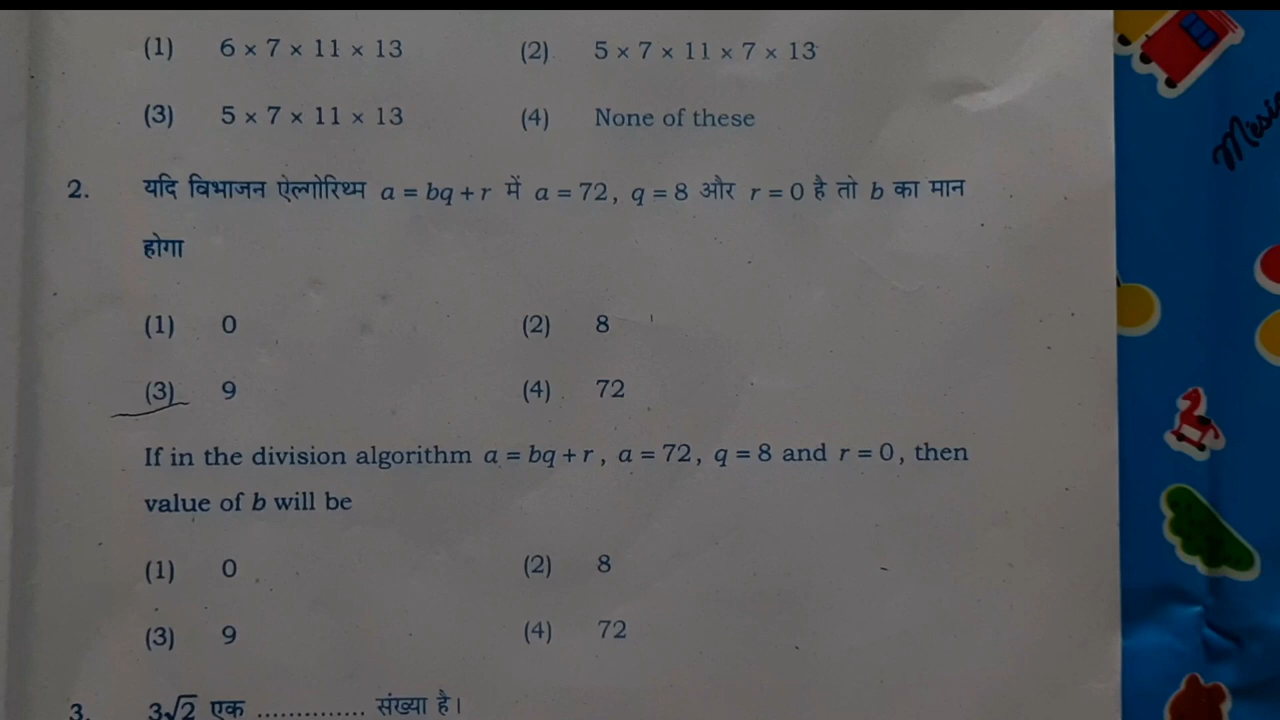 (1) 6 × 7 × 11 × 13 (2) 5 × 7 × 11 × 7 × 13
(3) 5 × 7 × 11 × 13 (4) None of these
2. यदि विभाजन ऐल्गोरिथ्म a = bq + r में a = 72, q = 8 और r = 0 है तो b का मान
होगा
(1) 0 (2) 8
(3) 9 (4) 72
If in the division algorithm a = bq + r, a = 72, q = 8 and r = 0, then
value of b will be
(1) 0 (2) 8
(3) 9 (4) 72
3. 3√2 एक .............. संख्या है।